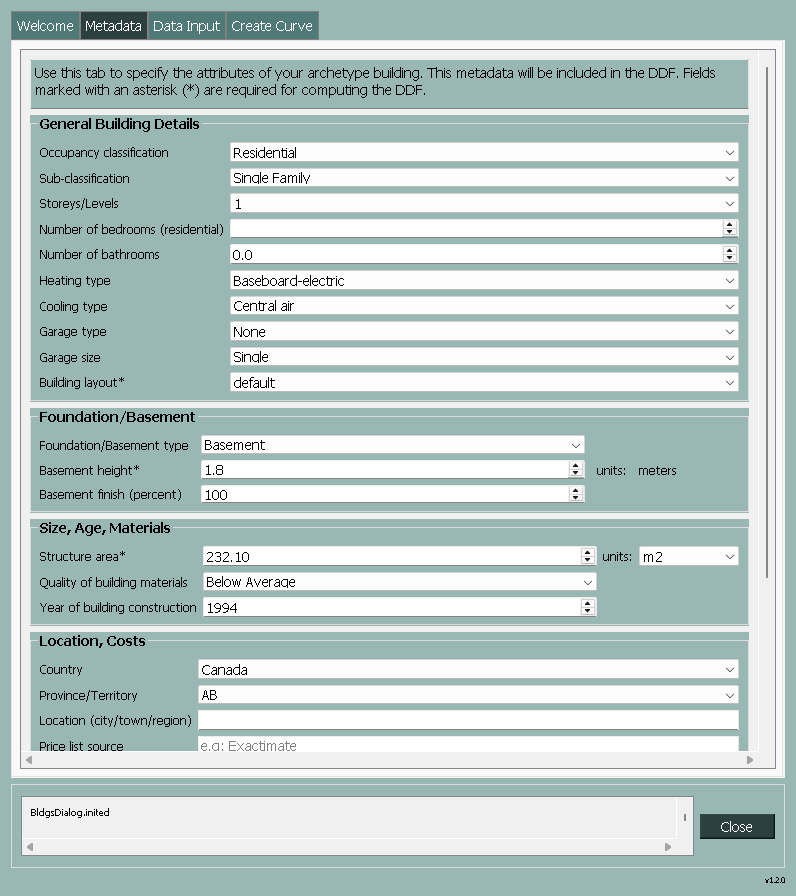 Welcome Metadata Data Input Create Curve
Use this tab to specify the attributes of your archetype building. This metadata will be included in the DDF. Fields
marked with an asterisk (*) are required for computing the DDF.
General Building Details
Occupancy classification Residential
Sub-classification Single Family
Storeys/Levels 1
Number of bedrooms (residential)
Number of bathrooms 0.0
Heating type Baseboard-electric
Cooling type Central air
Garage type None
Garage size Single
Building layout* default
Foundation/Basement
Foundation/Basement type Basement
Basement height* 1.8 units: meters
Basement finish (percent) 100
Size, Age, Materials
Structure area* 232.10 units: m2
Quality of building materials Below Average
Year of building construction 1994
Location, Costs
Country Canada
Province/Territory AB
Location (city/town/region)
Price list source e.g: Exactimate
BldgsDialog.inited
Close
v1.2.0